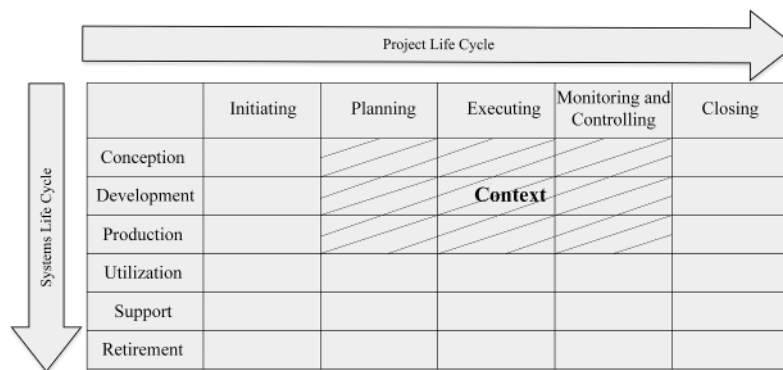 Project Life Cycle
Systems Life Cycle
Initiating
Planning
Executing
Monitoring and
Controlling
Closing
Conception
Development
Context
Production
Utilization
Support
Retirement